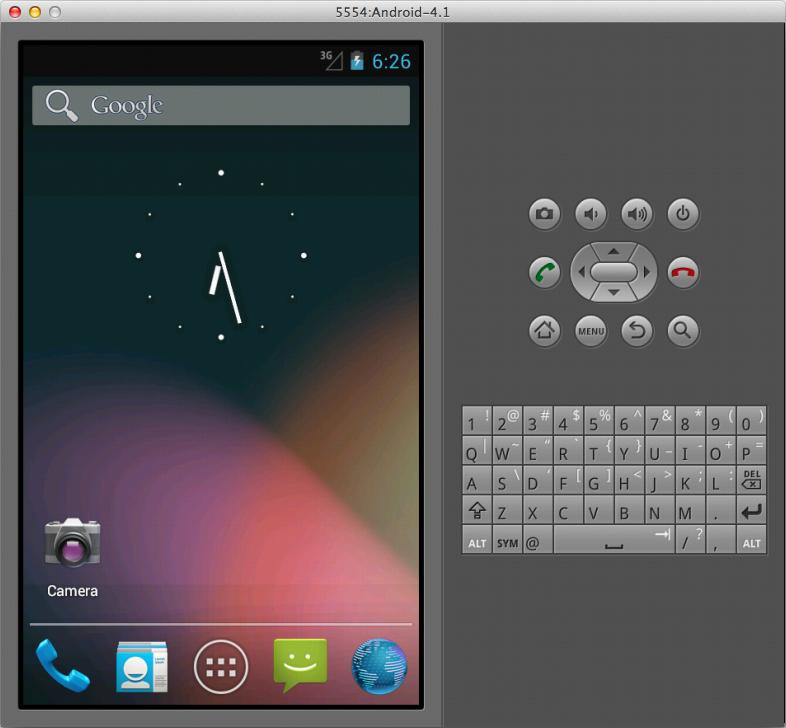 5554:Android-4.1
3G 6:26
Google
Camera
MENU
1 ! 2 @ 3 # 4 $ 5 % 6 ^ 7 & 8 * 9 ( 0 )
Q | W ~ E " R ` T { Y } U _ I - O + P =
A S \ D ' F [ G ] H < J > K ; L : DEL
Z X C V B N M .
ALT SYM @ / ? , ALT